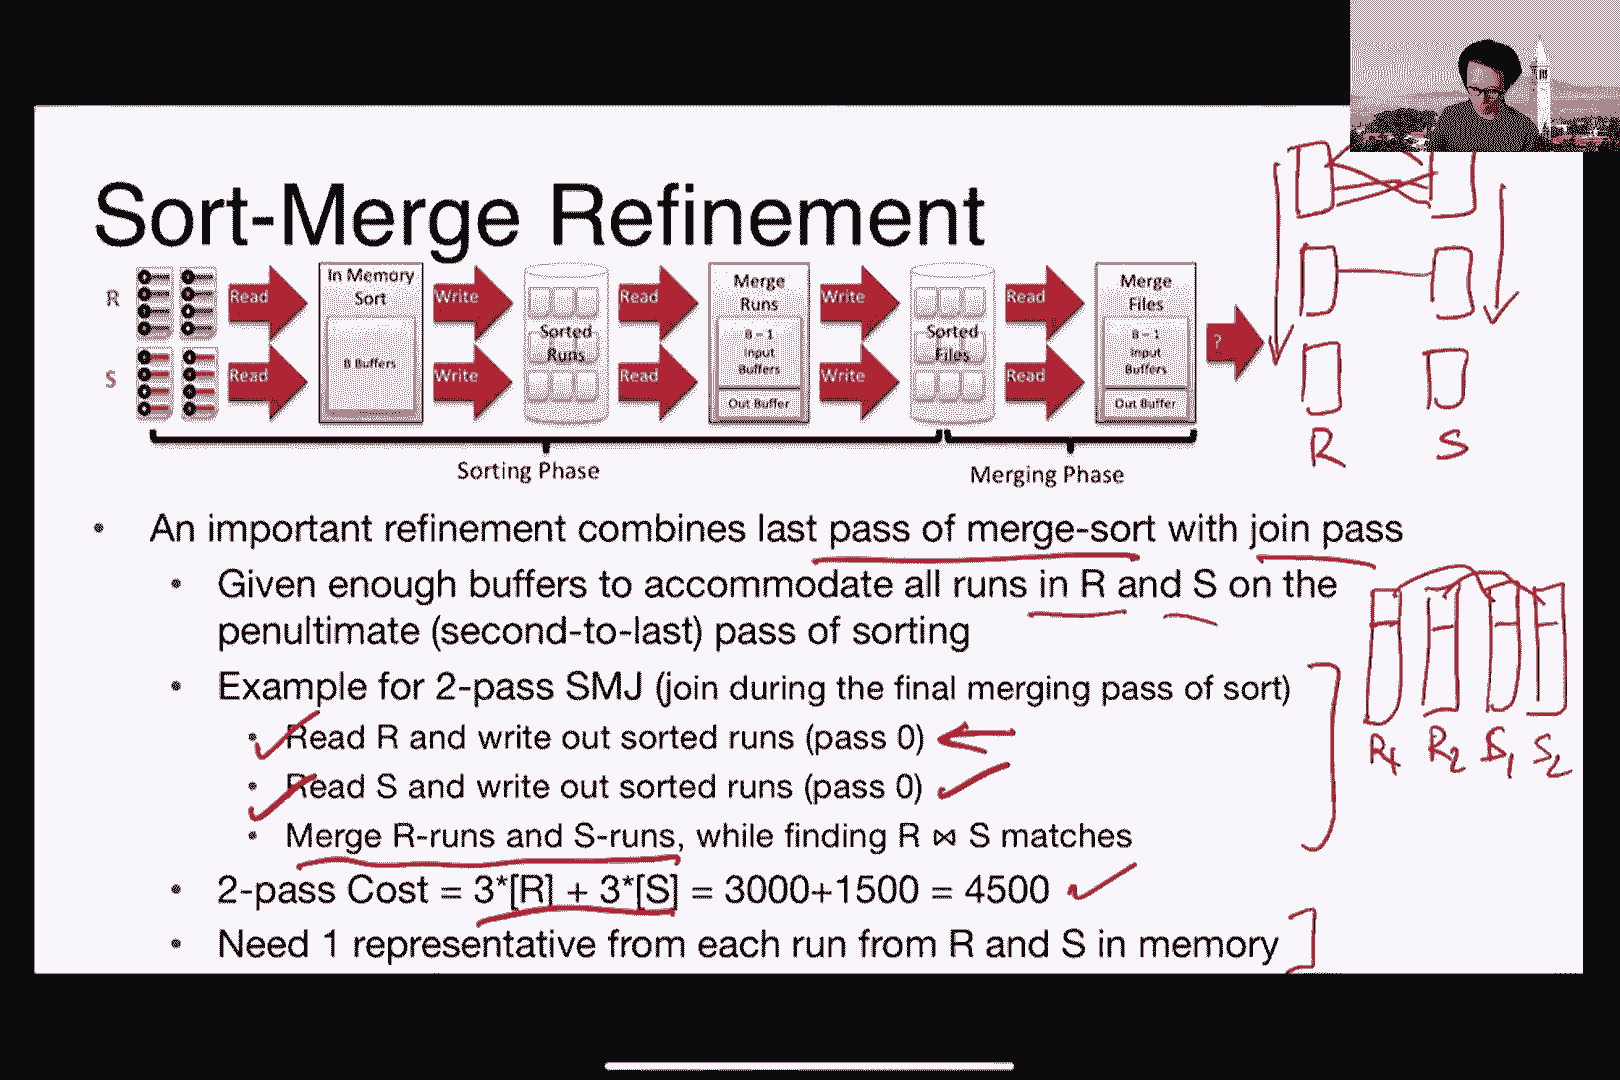 Sort-Merge Refinement
R
S
Read
Read
In Memory
Sort
B Buffers
Write
Write
Sorted
Runs
Read
Read
Merge
Runs
B – 1
Input
Buffers
Out Buffer
Write
Write
Sorted
Files
Read
Read
Merge
Files
B – 1
Input
Buffers
Out Buffer
?
Sorting Phase
Merging Phase
R S
• An important refinement combines last pass of merge-sort with join pass
• Given enough buffers to accommodate all runs in R and S on the
penultimate (second-to-last) pass of sorting
• Example for 2-pass SMJ (join during the final merging pass of sort)
• Read R and write out sorted runs (pass 0)
• Read S and write out sorted runs (pass 0)
• Merge R-runs and S-runs, while finding R ⋈ S matches
• 2-pass Cost = 3*[R] + 3*[S] = 3000+1500 = 4500
• Need 1 representative from each run from R and S in memory
R1 R2 S1 S2